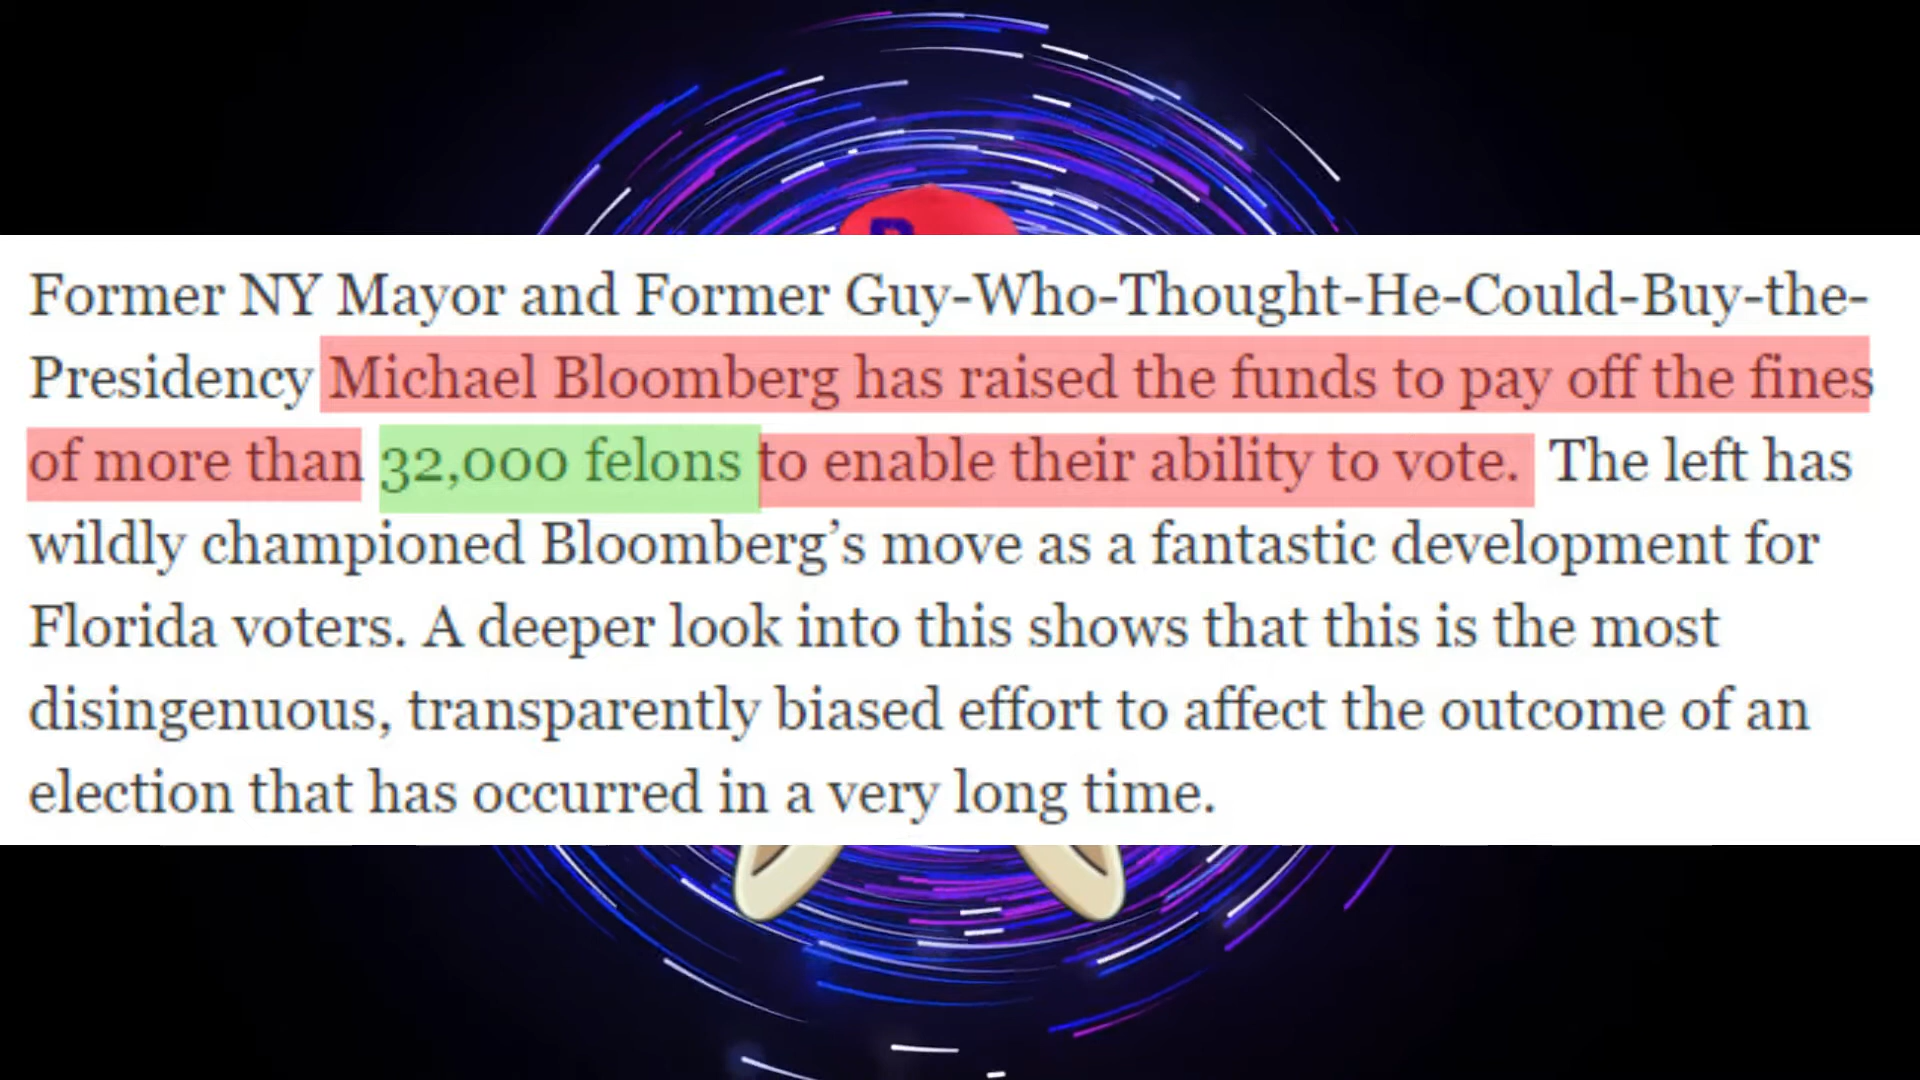 Former NY Mayor and Former Guy-Who-Thought-He-Could-Buy-the-
Presidency Michael Bloomberg has raised the funds to pay off the fines
of more than 32,000 felons to enable their ability to vote. The left has
wildly championed Bloomberg’s move as a fantastic development for
Florida voters. A deeper look into this shows that this is the most
disingenuous, transparently biased effort to affect the outcome of an
election that has occurred in a very long time.